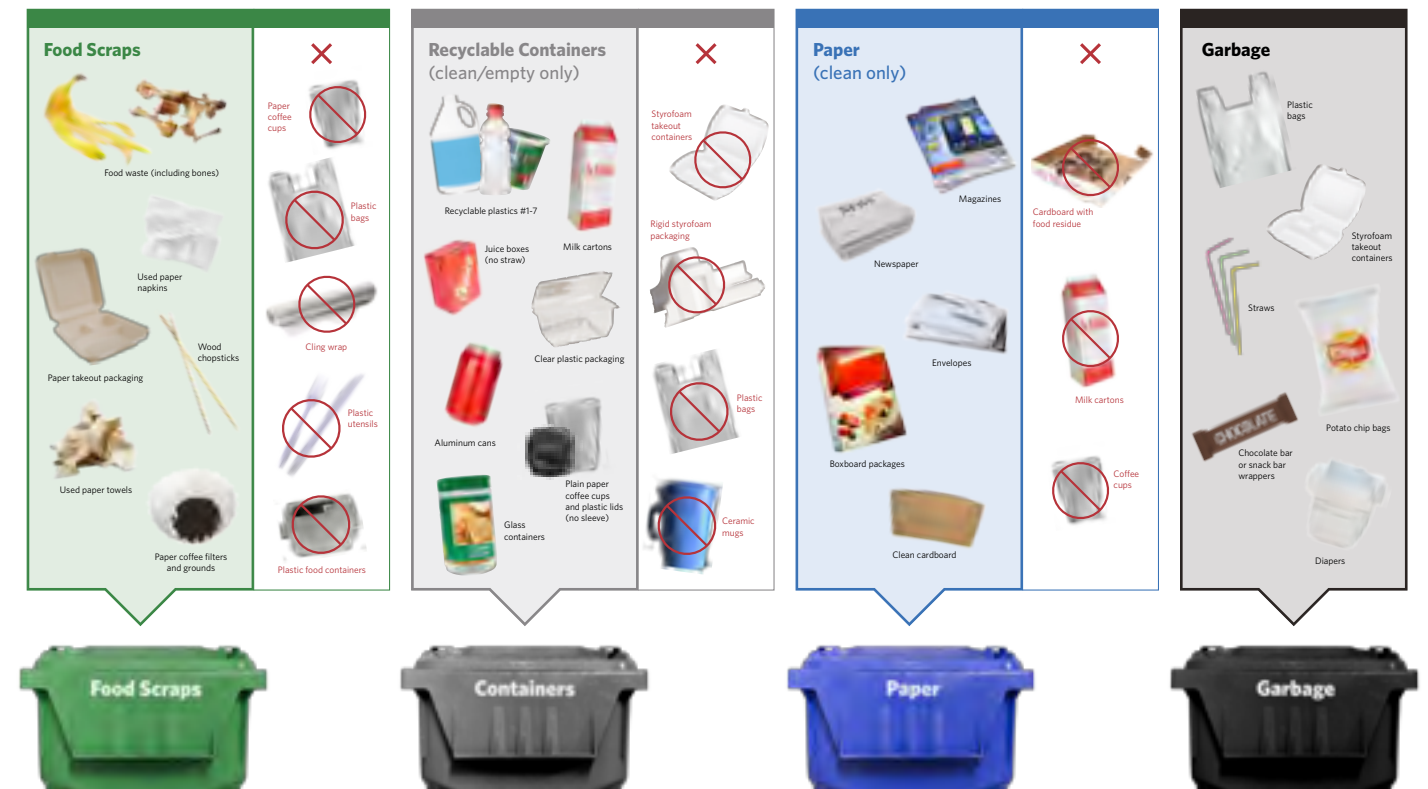 Food Scraps
Food waste (including bones)
Used paper
napkins
Wood
chopsticks
Paper takeout packaging
Used paper towels
Paper coffee filters
and grounds
Paper
coffee
cups
Plastic
bags
Cling wrap
Plastic
utensils
Plastic food containers
Recyclable Containers
(clean/empty only)
Recyclable plastics #1-7
Milk cartons
Juice boxes
(no straw)
Clear plastic packaging
Aluminum cans
Plain paper
coffee cups
and plastic lids
(no sleeve)
Glass
containers
Styrofoam
takeout
containers
Rigid styrofoam
packaging
Plastic
bags
Ceramic
mugs
Paper
(clean only)
Magazines
Newspaper
Envelopes
Boxboard packages
Clean cardboard
Cardboard with
food residue
Milk cartons
Coffee
cups
Garbage
Plastic
bags
Styrofoam
takeout
containers
Straws
Chips
Potato chip bags
CHOCOLATE
Chocolate bar
or snack bar
wrappers
Diapers
Food Scraps
Containers
Paper
Garbage